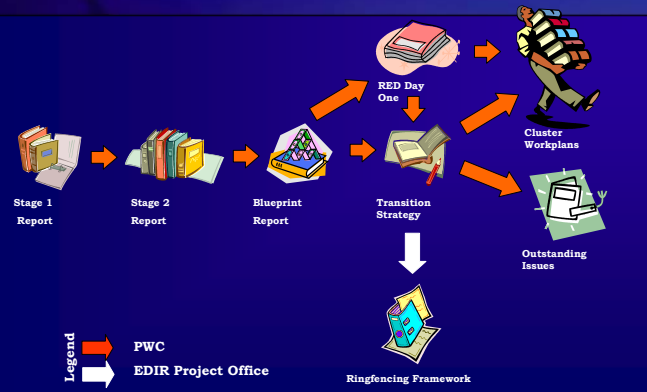 RED Day
One
Cluster
Workplans
Stage 1
Report
Stage 2
Report
Blueprint
Report
Transition
Strategy
Outstanding
Issues
Ringfencing Framework
Legend
PWC
EDIR Project Office